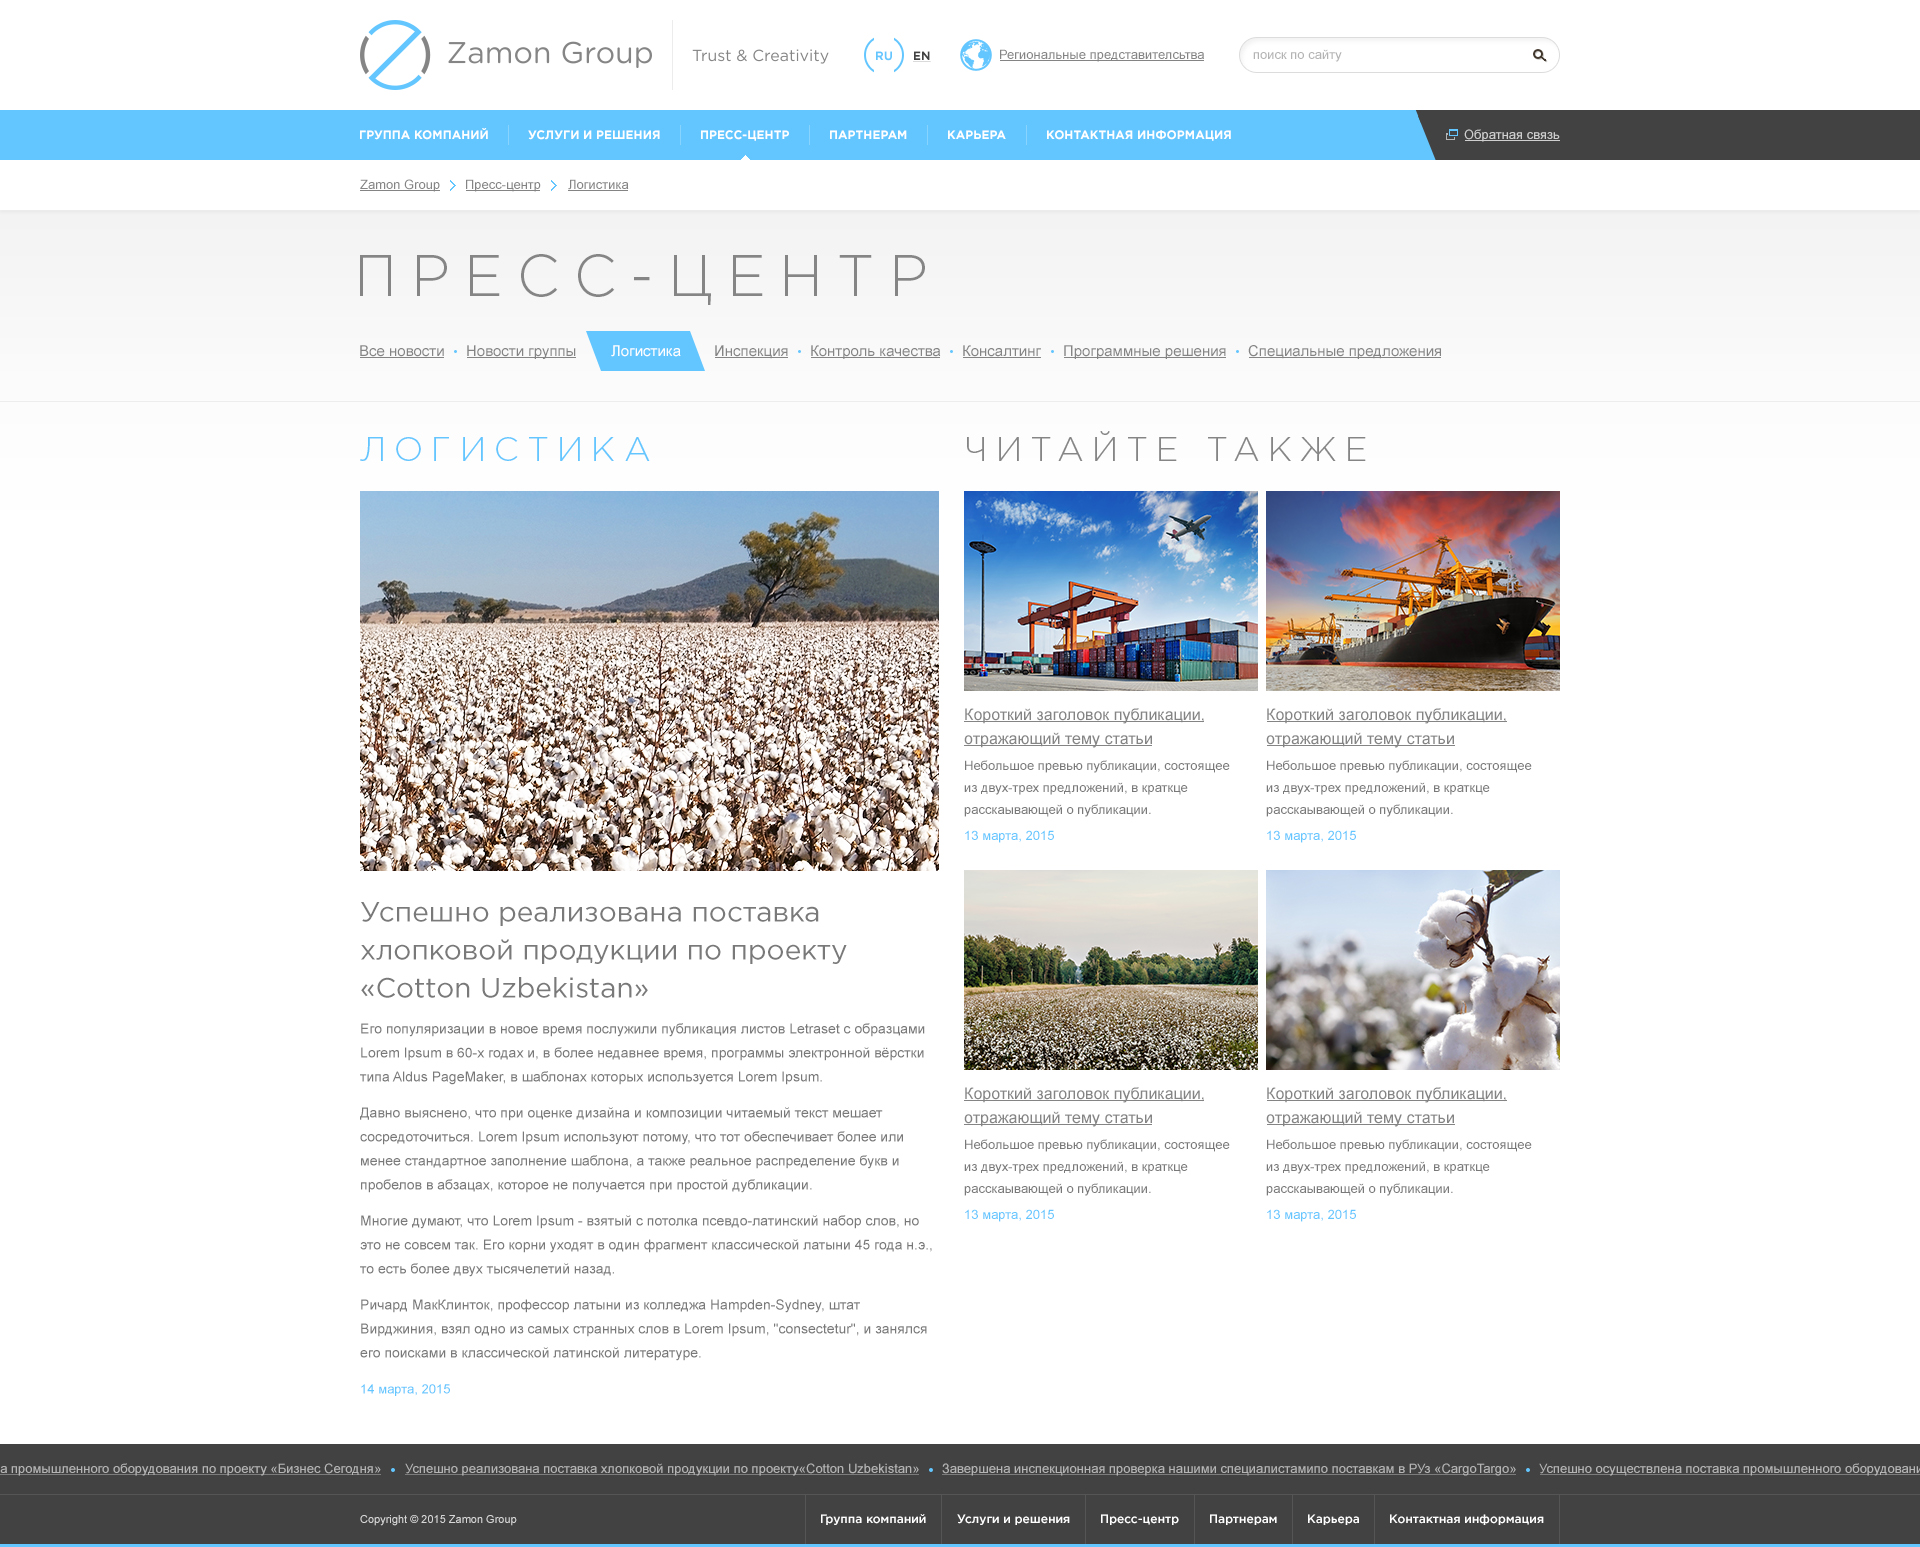 Zamon Group
Trust & Creativity
RU EN
Региональные представителсьтва
поиск по сайту
ГРУППА КОМПАНИЙ
УСЛУГИ И РЕШЕНИЯ
ПРЕСС-ЦЕНТР
ПАРТНЕРАМ
КАРЬЕРА
КОНТАКТНАЯ ИНФОРМАЦИЯ
Обратная связь
Zamon Group
Пресс-центр
Логистика
ПРЕСС-ЦЕНТР
Все новости
Новости группы
Логистика
Инспекция
Контроль качества
Консалтинг
Программные решения
Специальные предложения
ЛОГИСТИКА
Успешно реализована поставка
хлопковой продукции по проекту
«Cotton Uzbekistan»
Его популяризации в новое время послужили публикация листов Letraset с образцами
Lorem Ipsum в 60-х годах и, в более недавнее время, программы электронной вёрстки
типа Aldus PageMaker, в шаблонах которых используется Lorem Ipsum.
Давно выяснено, что при оценке дизайна и композиции читаемый текст мешает
сосредоточиться. Lorem Ipsum используют потому, что тот обеспечивает более или
менее стандартное заполнение шаблона, а также реальное распределение букв и
пробелов в абзацах, которое не получается при простой дубликации.
Многие думают, что Lorem Ipsum - взятый с потолка псевдо-латинский набор слов, но
это не совсем так. Его корни уходят в один фрагмент классической латыни 45 года н.э.,
то есть более двух тысячелетий назад.
Ричард МакКлинток, профессор латыни из колледжа Hampden-Sydney, штат
Вирджиния, взял одно из самых странных слов в Lorem Ipsum, "consectetur", и занялся
его поисками в классической латинской литературе.
14 марта, 2015
ЧИТАЙТЕ ТАКЖЕ
Короткий заголовок публикации,
отражающий тему статьи
Небольшое превью публикации, состоящее
из двух-трех предложений, в краткце
расскаывающей о публикации.
13 марта, 2015
Короткий заголовок публикации,
отражающий тему статьи
Небольшое превью публикации, состоящее
из двух-трех предложений, в краткце
расскаывающей о публикации.
13 марта, 2015
Короткий заголовок публикации,
отражающий тему статьи
Небольшое превью публикации, состоящее
из двух-трех предложений, в краткце
расскаывающей о публикации.
13 марта, 2015
Короткий заголовок публикации,
отражающий тему статьи
Небольшое превью публикации, состоящее
из двух-трех предложений, в краткце
расскаывающей о публикации.
13 марта, 2015
а промышленного оборудования по проекту «Бизнес Сегодня»
Успешно реализована поставка хлопковой продукции по проекту«Cotton Uzbekistan»
Завершена инспекционная проверка нашими специалистамипо поставкам в РУз «CargoTargo»
Успешно осуществлена поставка промышленного оборудовани
Copyright © 2015 Zamon Group
Группа компаний
Услуги и решения
Пресс-центр
Партнерам
Карьера
Контактная информация